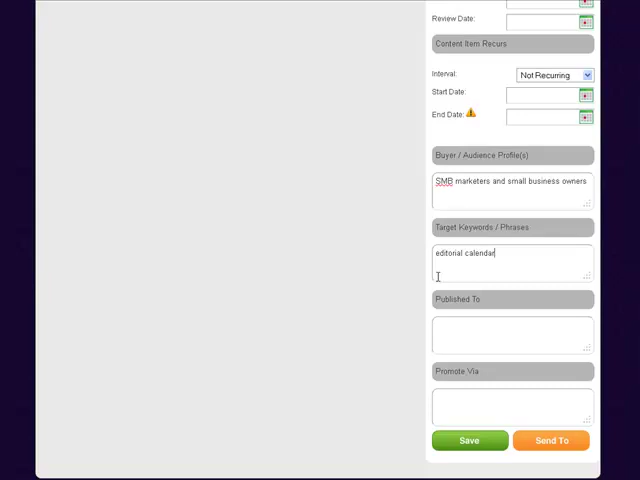 Review Date:
Content Item Recurs
Interval:
Not Recurring
Start Date:
End Date:
Buyer / Audience Profile(s)
SMB marketers and small business owners
Target Keywords / Phrases
editorial calendar
Published To
Promote Via
Save
Send To